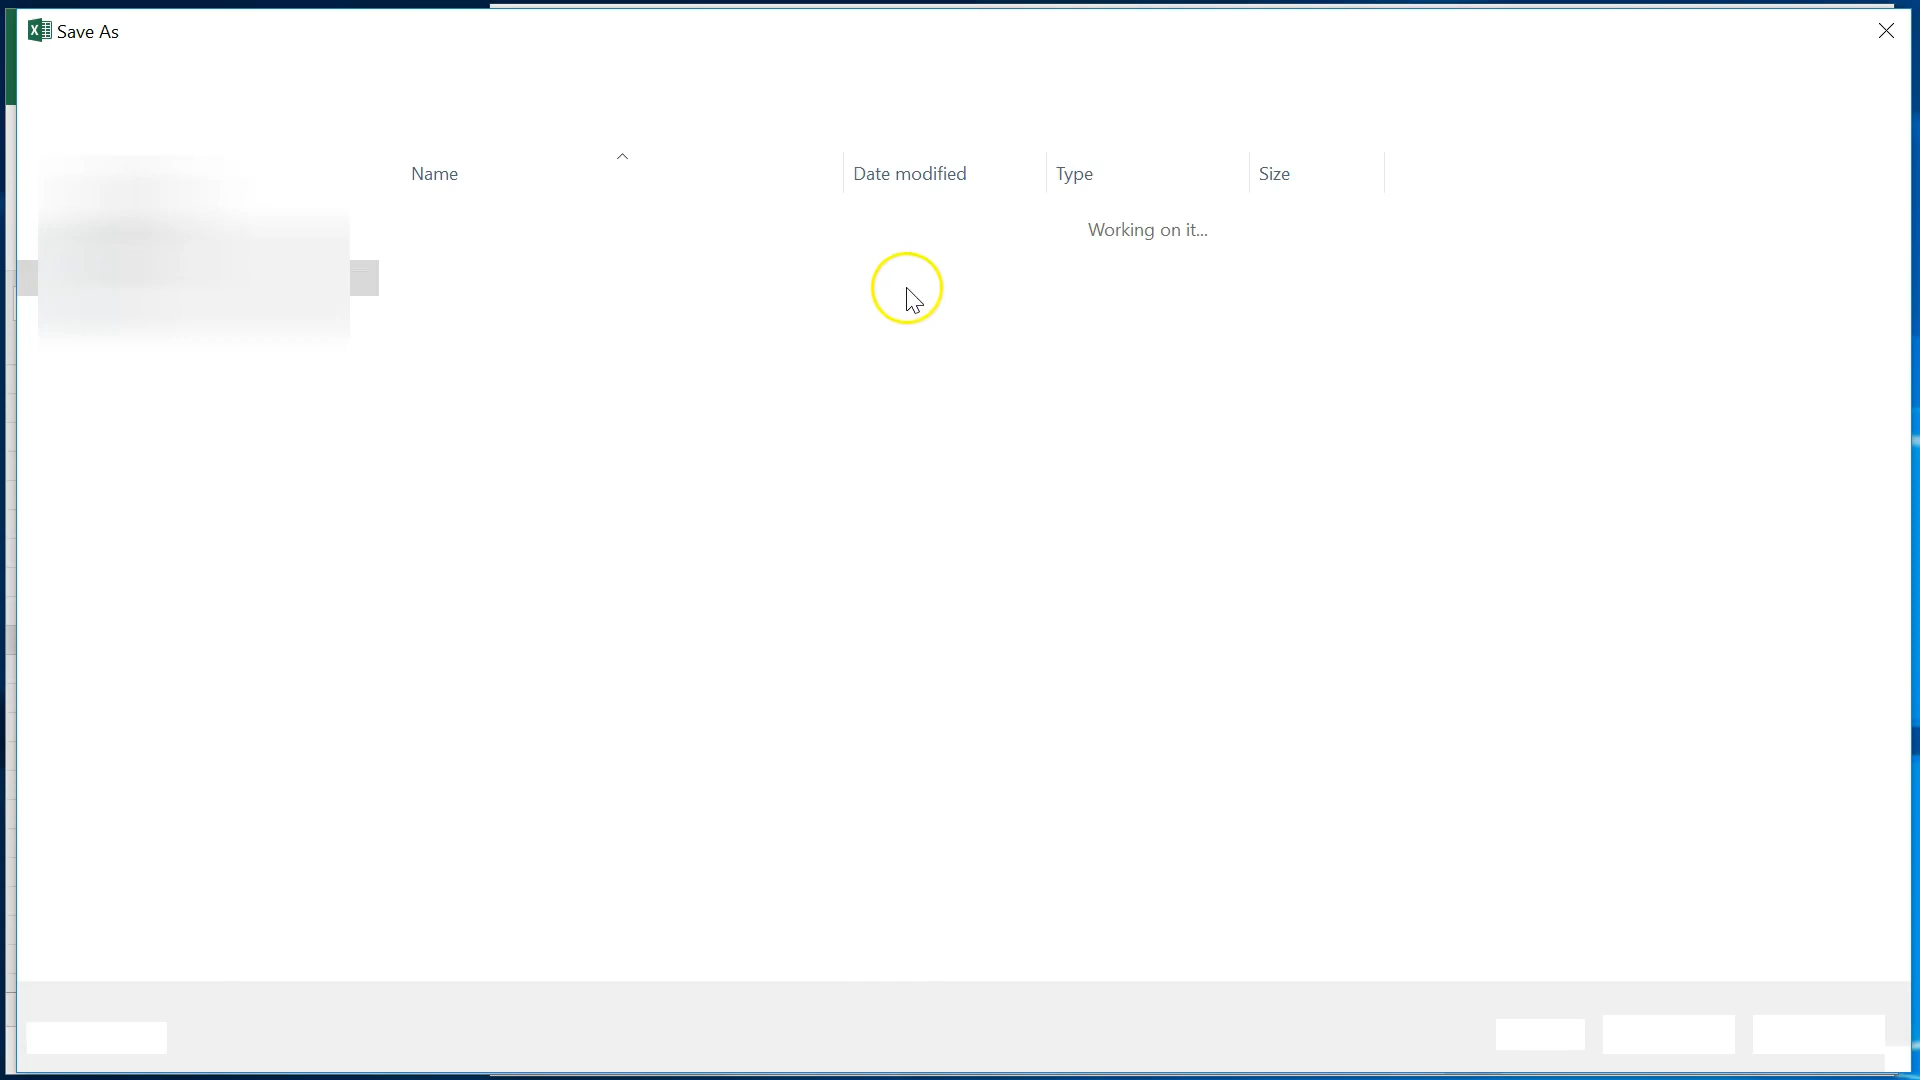 Save As
Name
Date modified
Type
Size
Working on it...